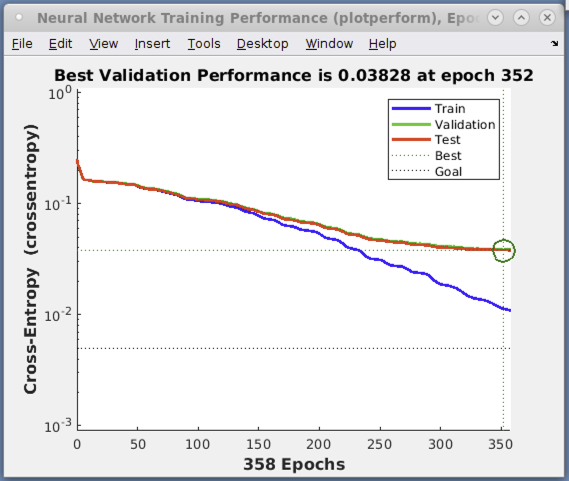 Neural Network Training Performance (plotperform), Epo
File Edit View Insert Tools Desktop Window Help
Best Validation Performance is 0.03828 at epoch 352
10^0
10^-1
10^-2
10^-3
Cross-Entropy (crossentropy)
Train
Validation
Test
Best
Goal
0 50 100 150 200 250 300 350
358 Epochs